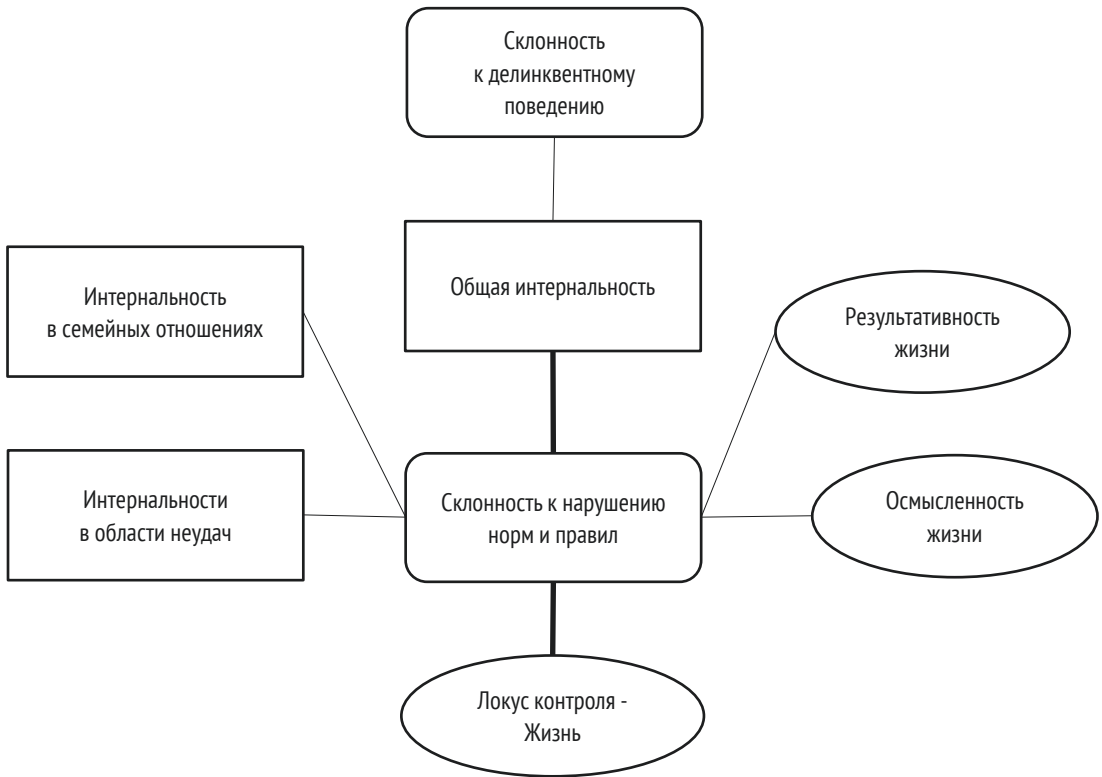 Склонность
к делинквентному
поведению
Общая интернальность
Интернальность
в семейных отношениях
Результативность
жизни
Интернальности
в области неудач
Склонность к нарушению
норм и правил
Осмысленность
жизни
Локус контроля -
Жизнь